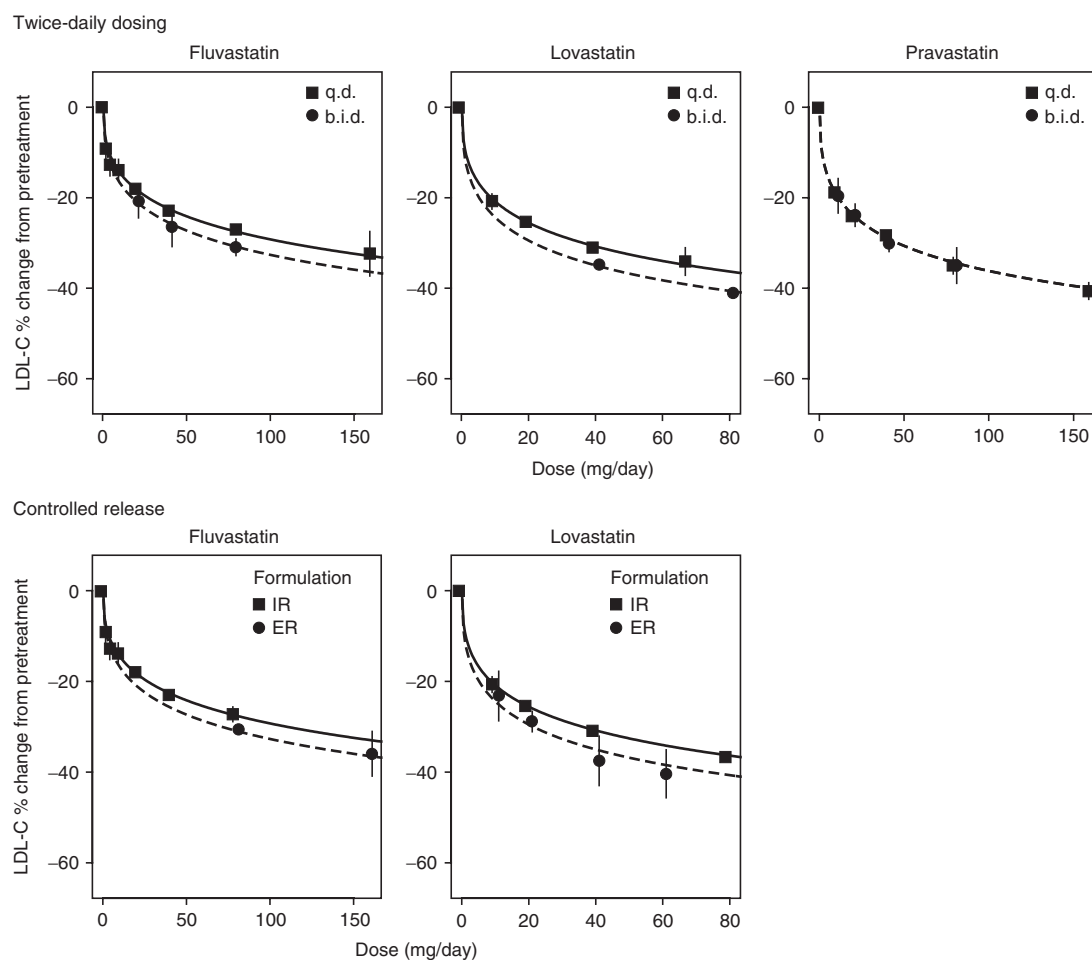 Twice-daily dosing
Fluvastatin
Lovastatin
Pravastatin
LDL-C % change from pretreatment
0
−20
−40
−60
q.d.
b.i.d.
0
50
100
150
0
−20
−40
−60
q.d.
b.i.d.
0
20
40
60
80
0
−20
−40
−60
q.d.
b.i.d.
0
50
100
150
Dose (mg/day)
Controlled release
Fluvastatin
Lovastatin
LDL-C % change from pretreatment
0
−20
−40
−60
Formulation
IR
ER
0
50
100
150
0
−20
−40
−60
Formulation
IR
ER
0
20
40
60
80
Dose (mg/day)